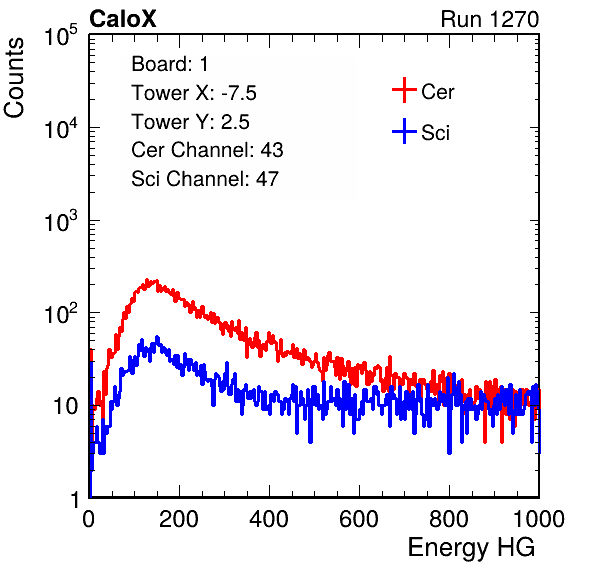 CaloX Run 1270
Counts
10^5
10^4
10^3
10^2
10
1
Board: 1
Tower X: -7.5
Tower Y: 2.5
Cer Channel: 43
Sci Channel: 47
Cer
Sci
0 200 400 600 800 1000
Energy HG